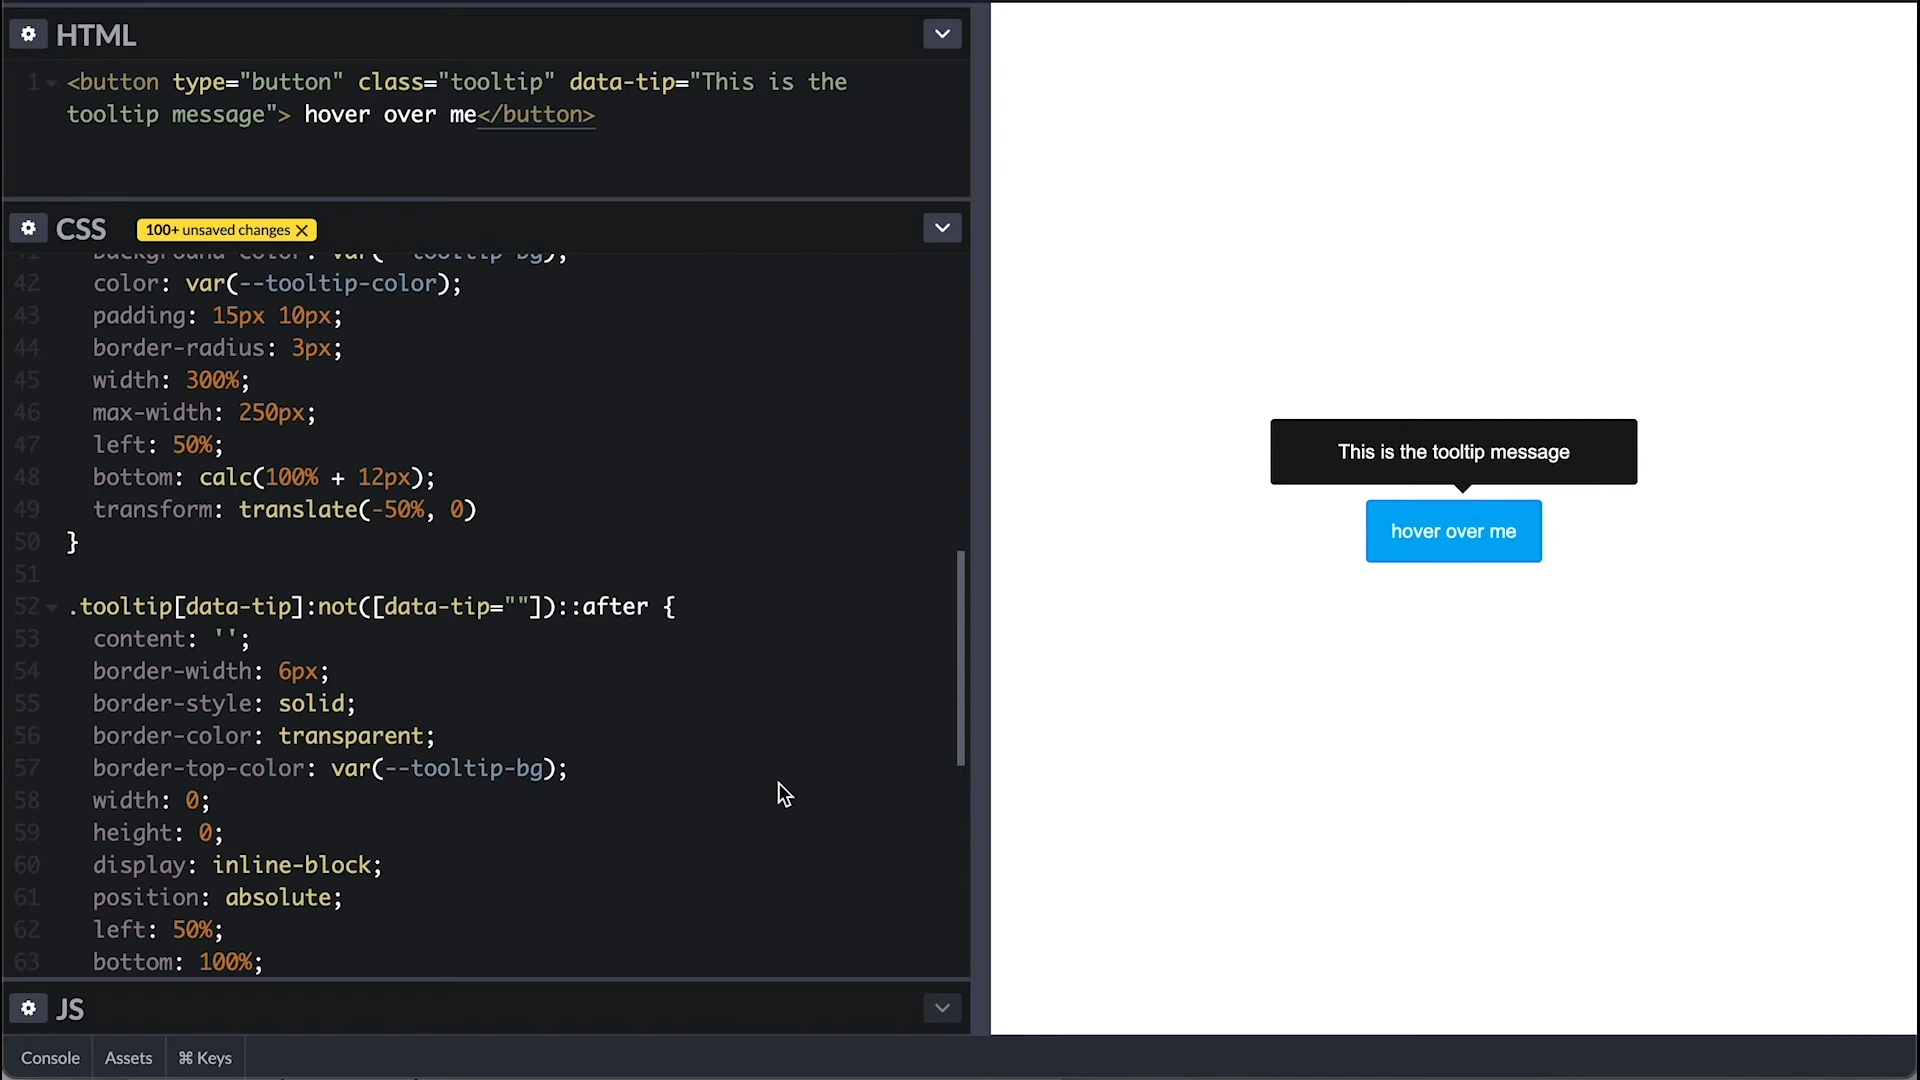 HTML
1 <button type="button" class="tooltip" data-tip="This is the
tooltip message"> hover over me</button>
CSS 100+ unsaved changes
41 background-color: var(--tooltip-bg);
42 color: var(--tooltip-color);
43 padding: 15px 10px;
44 border-radius: 3px;
45 width: 300%;
46 max-width: 250px;
47 left: 50%;
48 bottom: calc(100% + 12px);
49 transform: translate(-50%, 0)
50 }
51
52 .tooltip[data-tip]:not([data-tip=""])::after {
53 content: '';
54 border-width: 6px;
55 border-style: solid;
56 border-color: transparent;
57 border-top-color: var(--tooltip-bg);
58 width: 0;
59 height: 0;
60 display: inline-block;
61 position: absolute;
62 left: 50%;
63 bottom: 100%;
JS
Console Assets ⌘ Keys
This is the tooltip message
hover over me